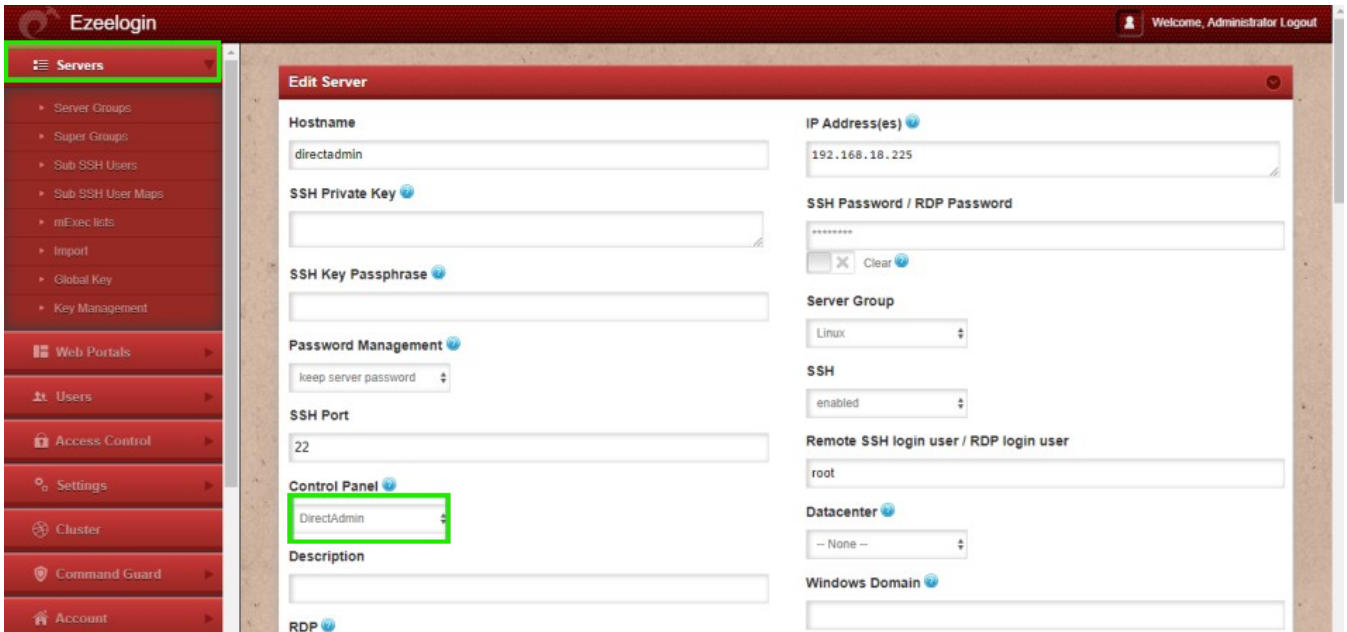 Ezeelogin
Welcome, Administrator Logout
Servers
Server Groups
Super Groups
Sub SSH Users
Sub SSH User Maps
mExec lists
Import
Global Key
Key Management
Web Portals
Users
Access Control
Settings
Cluster
Command Guard
Account
Edit Server
Hostname
directadmin
SSH Private Key
SSH Key Passphrase
Password Management
keep server password
SSH Port
22
Control Panel
DirectAdmin
Description
RDP
IP Address(es)
192.168.18.225
SSH Password / RDP Password
********
Clear
Server Group
Linux
SSH
enabled
Remote SSH login user / RDP login user
root
Datacenter
-- None --
Windows Domain